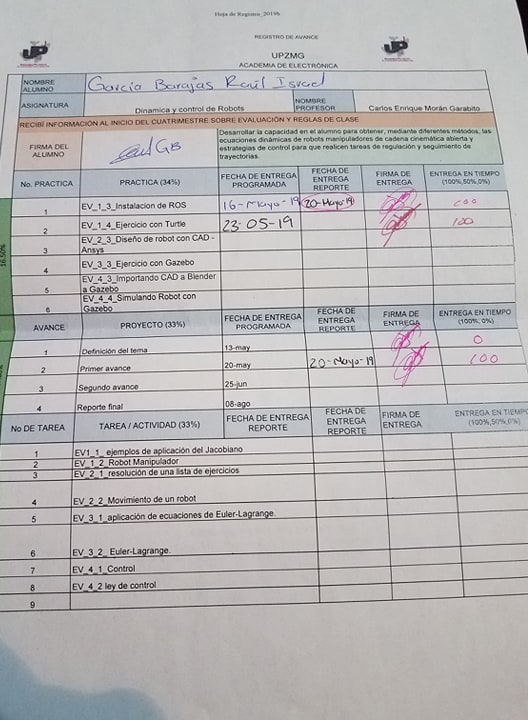 Hoja de Registro_2019b
REGISTRO DE AVANCE
UPZMG
ACADEMIA DE ELECTRÓNICA
NOMBRE ALUMNO García Barajas Raúl Israel
ASIGNATURA Dinamica y control de Robots NOMBRE PROFESOR Carlos Enrique Morán Garabito
RECIBÍ INFORMACIÓN AL INICIO DEL CUATRIMESTRE SOBRE EVALUACIÓN Y REGLAS DE CLASE
FIRMA DEL ALUMNO
Desarrollar la capacidad en el alumno para obtener, mediante diferentes métodos, las
ecuaciones dinámicas de robots manipuladores de cadena cinemática abierta y
estrategias de control para que realicen tareas de regulación y seguimiento de
trayectorias.
No. PRACTICA PRACTICA (34%) FECHA DE ENTREGA PROGRAMADA FECHA DE ENTREGA REPORTE FIRMA DE ENTREGA ENTREGA EN TIEMPO (100%,50%,0%)
1 EV_1_3_Instalacion de ROS 16-Mayo-19 20-Mayo-19 100
2 EV_1_4_Ejercicio con Turtle 23-05-19 100
3 EV_2_3_Diseño de robot con CAD - Ansys
4 EV_3_3_Ejercicio con Gazebo
5 EV_4_3_Importando CAD a Blender a Gazebo
6 EV_4_4_Simulando Robot con Gazebo
AVANCE PROYECTO (33%) FECHA DE ENTREGA PROGRAMADA FECHA DE ENTREGA REPORTE FIRMA DE ENTREGA ENTREGA EN TIEMPO (100%, 0%)
1 Definición del tema 13-may 0
2 Primer avance 20-may 20-Mayo-19 100
3 Segundo avance 25-jun
4 Reporte final 08-ago
No DE TAREA TAREA / ACTIVIDAD (33%) FECHA DE ENTREGA REPORTE FECHA DE ENTREGA REPORTE FIRMA DE ENTREGA ENTREGA EN TIEMPO (100%,50%,0%)
1 EV1_1_ ejemplos de aplicación del Jacobiano
2 EV_1_2_Robot Manipulador
3 EV_2_1_resolución de una lista de ejercicios
4 EV_2_2_Movimiento de un robot
5 EV_3_1_aplicación de ecuaciones de Euler-Lagrange.
6 EV_3_2_ Euler-Lagrange.
7 EV_4_1_Control
8 EV_4_2 ley de control
9
16.50%